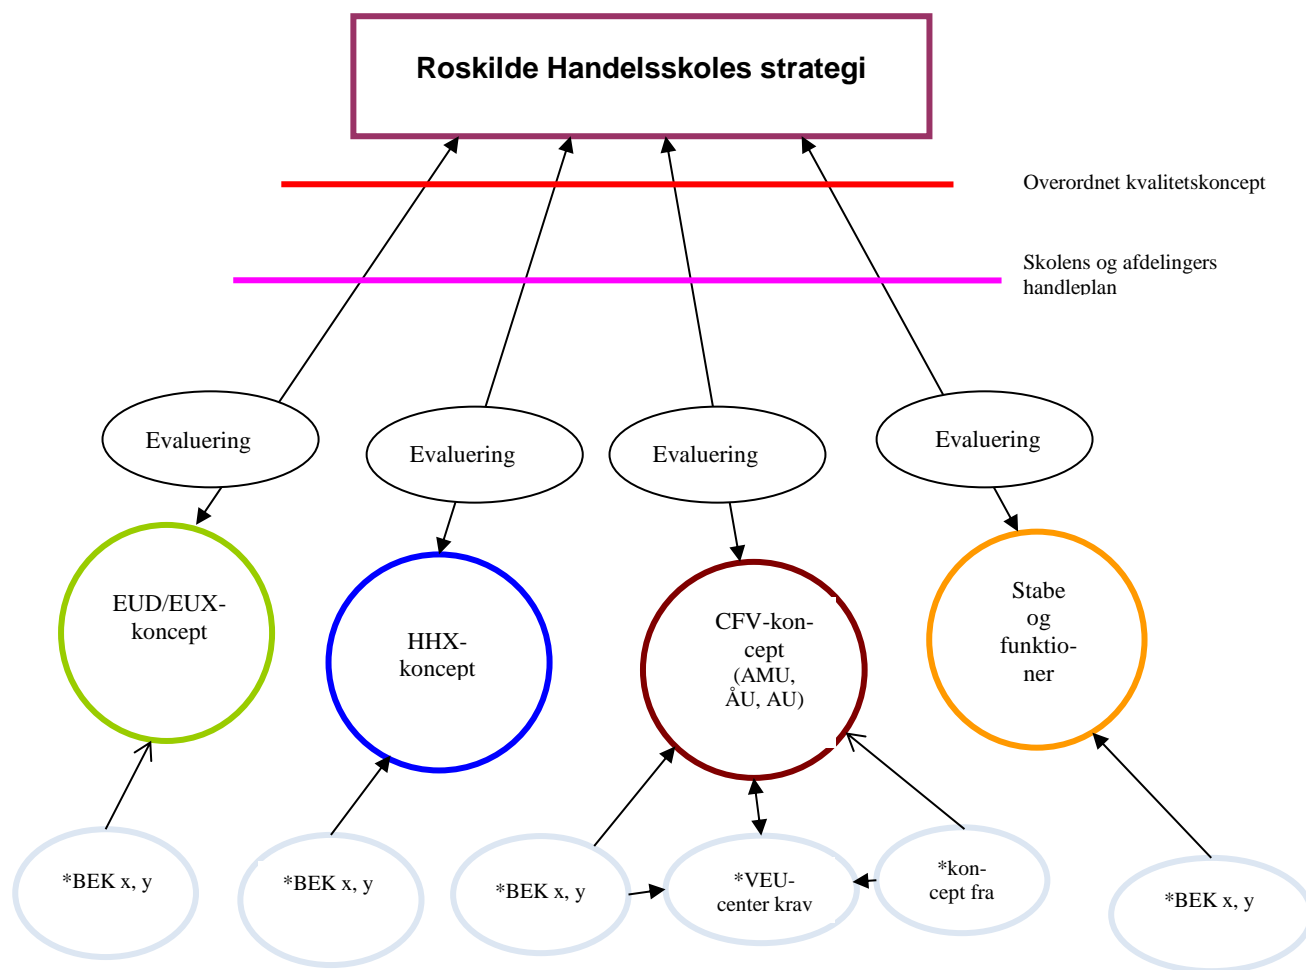 Roskilde Handelsskoles strategi
Overordnet kvalitetskoncept
Skolens og afdelingers
handleplan
Evaluering
Evaluering
Evaluering
Evaluering
EUD/EUX-
koncept
HHX-
koncept
CFV-kon-
cept
(AMU,
ÅU, AU)
Stabe
og
funktio-
ner
*BEK x, y
*BEK x, y
*BEK x, y
*VEU-
center krav
*kon-
cept fra
*BEK x, y